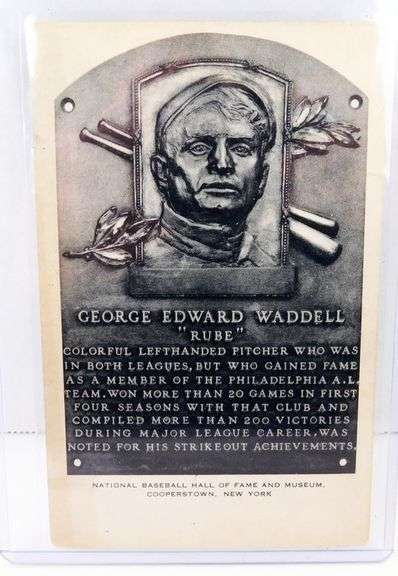 GEORGE EDWARD WADDELL
"RUBE"
COLORFUL LEFTHANDED PITCHER WHO WAS
IN BOTH LEAGUES, BUT WHO GAINED FAME
AS A MEMBER OF THE PHILADELPHIA A.L.
TEAM. WON MORE THAN 20 GAMES IN FIRST
FOUR SEASONS WITH THAT CLUB AND
COMPILED MORE THAN 200 VICTORIES
DURING MAJOR LEAGUE CAREER. WAS
NOTED FOR HIS STRIKEOUT ACHIEVEMENTS.
NATIONAL BASEBALL HALL OF FAME AND MUSEUM,
COOPERSTOWN, NEW YORK